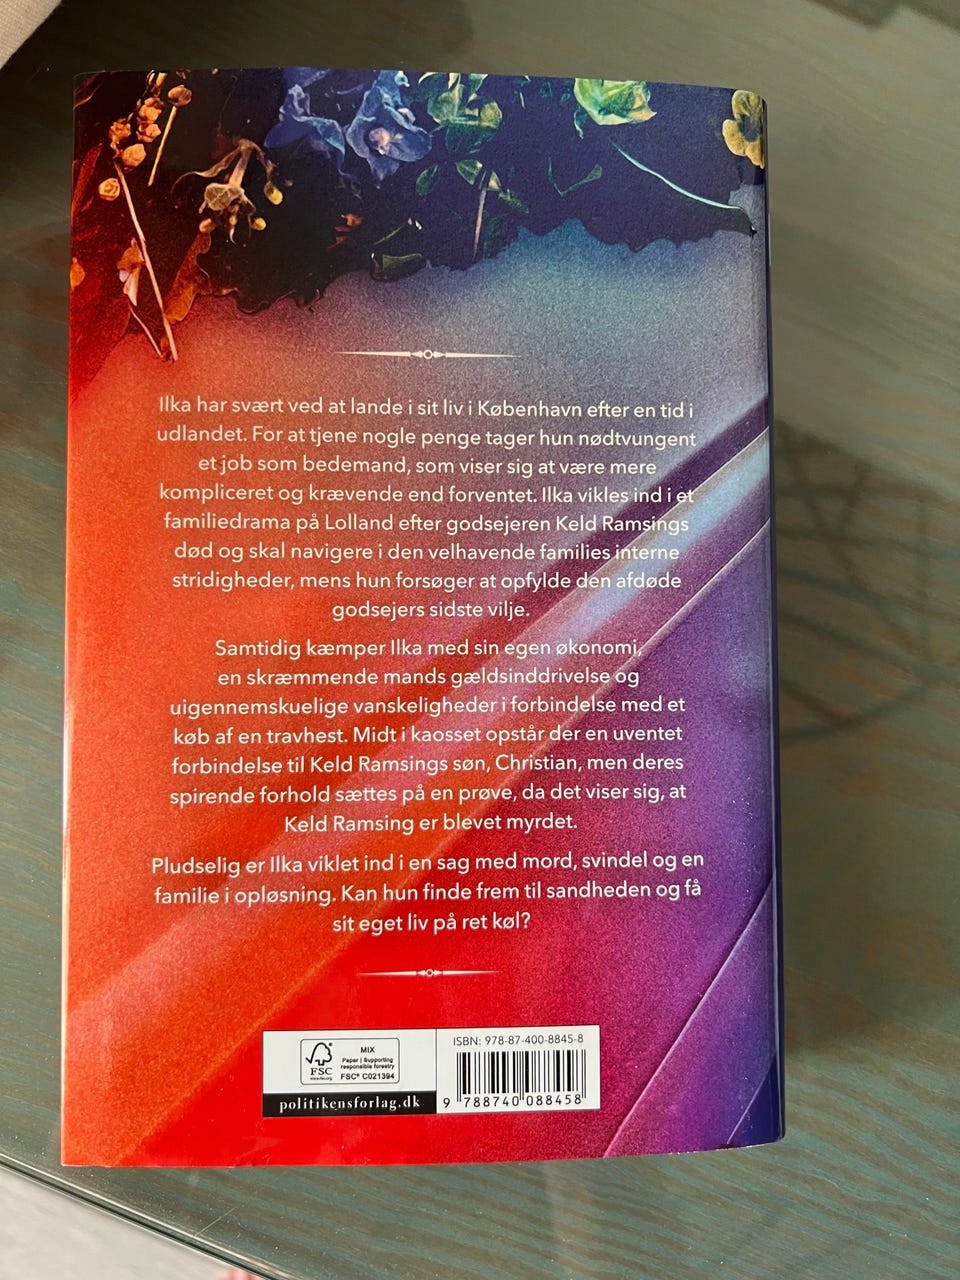 Ilka har svært ved at lande i sit liv i København efter en tid i
udlandet. For at tjene nogle penge tager hun nødtvungent
et job som bedemand, som viser sig at være mere
kompliceret og krævende end forventet. Ilka vikles ind i et
familiedrama på Lolland efter godsejeren Keld Ramsings
død og skal navigere i den velhavende families interne
stridigheder, mens hun forsøger at opfylde den afdøde
godsejers sidste vilje.
Samtidig kæmper Ilka med sin egen økonomi,
en skræmmende mands gældsinddrivelse og
uigennemskuelige vanskeligheder i forbindelse med et
køb af en travhest. Midt i kaosset opstår der en uventet
forbindelse til Keld Ramsings søn, Christian, men deres
spirende forhold sættes på en prøve, da det viser sig, at
Keld Ramsing er blevet myrdet.
Pludselig er Ilka viklet ind i en sag med mord, svindel og en
familie i opløsning. Kan hun finde frem til sandheden og få
sit eget liv på ret køl?
FSC
www.fsc.org
MIX
Paper | Supporting
responsible forestry
FSC® C021394
politikensforlag.dk
ISBN: 978-87-400-8845-8
9 788740 088458